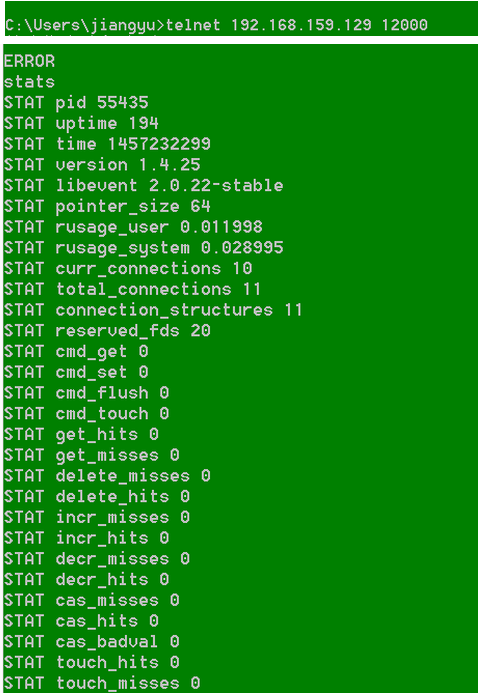 C:\Users\jiangyu>telnet 192.168.159.129 12000
ERROR
stats
STAT pid 55435
STAT uptime 194
STAT time 1457232299
STAT version 1.4.25
STAT libevent 2.0.22-stable
STAT pointer_size 64
STAT rusage_user 0.011998
STAT rusage_system 0.028995
STAT curr_connections 10
STAT total_connections 11
STAT connection_structures 11
STAT reserved_fds 20
STAT cmd_get 0
STAT cmd_set 0
STAT cmd_flush 0
STAT cmd_touch 0
STAT get_hits 0
STAT get_misses 0
STAT delete_misses 0
STAT delete_hits 0
STAT incr_misses 0
STAT incr_hits 0
STAT decr_misses 0
STAT decr_hits 0
STAT cas_misses 0
STAT cas_hits 0
STAT cas_badval 0
STAT touch_hits 0
STAT touch_misses 0